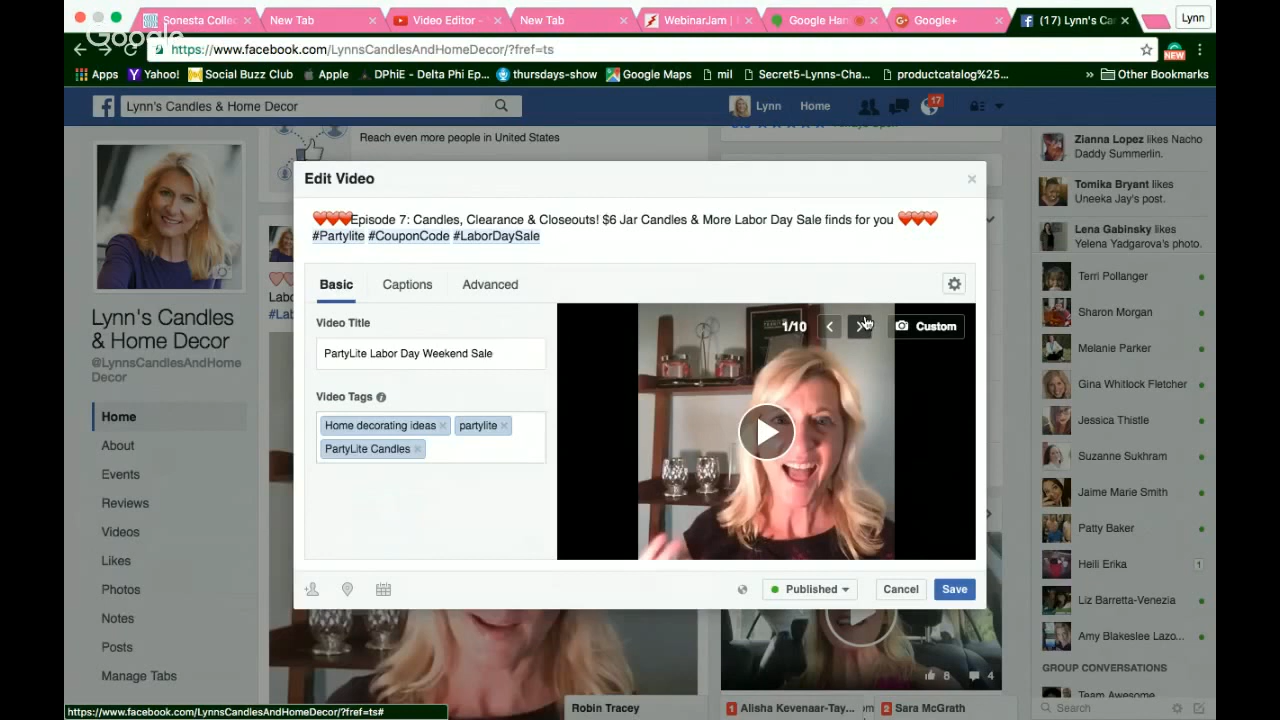 Sonesta Collec
New Tab
Video Editor -
New Tab
WebinarJam |
Google Han
Google+
(17) Lynn's Ca
Lynn
Google
https://www.facebook.com/LynnsCandlesAndHomeDecor/?fref=ts
NEW
Apps
Yahoo!
Social Buzz Club
Apple
DPhiE - Delta Phi Ep...
thursdays-show
Google Maps
mil
Secret5-Lynns-Cha...
productcatalog%25...
» Other Bookmarks
Lynn's Candles & Home Decor
Lynn
Home
17
Reach even more people in United States
Zianna Lopez likes Nacho
Daddy Summerlin.
Tomika Bryant likes
Uneeka Jay's post.
Lena Gabinsky likes
Yelena Yadgarova's photo.
Edit Video
Episode 7: Candles, Clearance & Closeouts! $6 Jar Candles & More Labor Day Sale finds for you
#Partylite #CouponCode #LaborDaySale
Basic
Captions
Advanced
Video Title
PartyLite Labor Day Weekend Sale
Video Tags
Home decorating ideas
partylite
PartyLite Candles
1/10
Custom
Published
Cancel
Save
Lynn's Candles
& Home Decor
@LynnsCandlesAndHome
Decor
Home
About
Events
Reviews
Videos
Likes
Photos
Notes
Posts
Manage Tabs
Terri Pollanger
Sharon Morgan
Melanie Parker
Gina Whitlock Fletcher
Jessica Thistle
Suzanne Sukhram
Jaime Marie Smith
Patty Baker
Heili Erika
1
Liz Barretta-Venezia
Amy Blakeslee Lazo...
GROUP CONVERSATIONS
Team Awesome
Search
8
4
Robin Tracey
1 Alisha Kevenaar-Tay...
2 Sara McGrath
https://www.facebook.com/LynnsCandlesAndHomeDecor/?fref=ts#